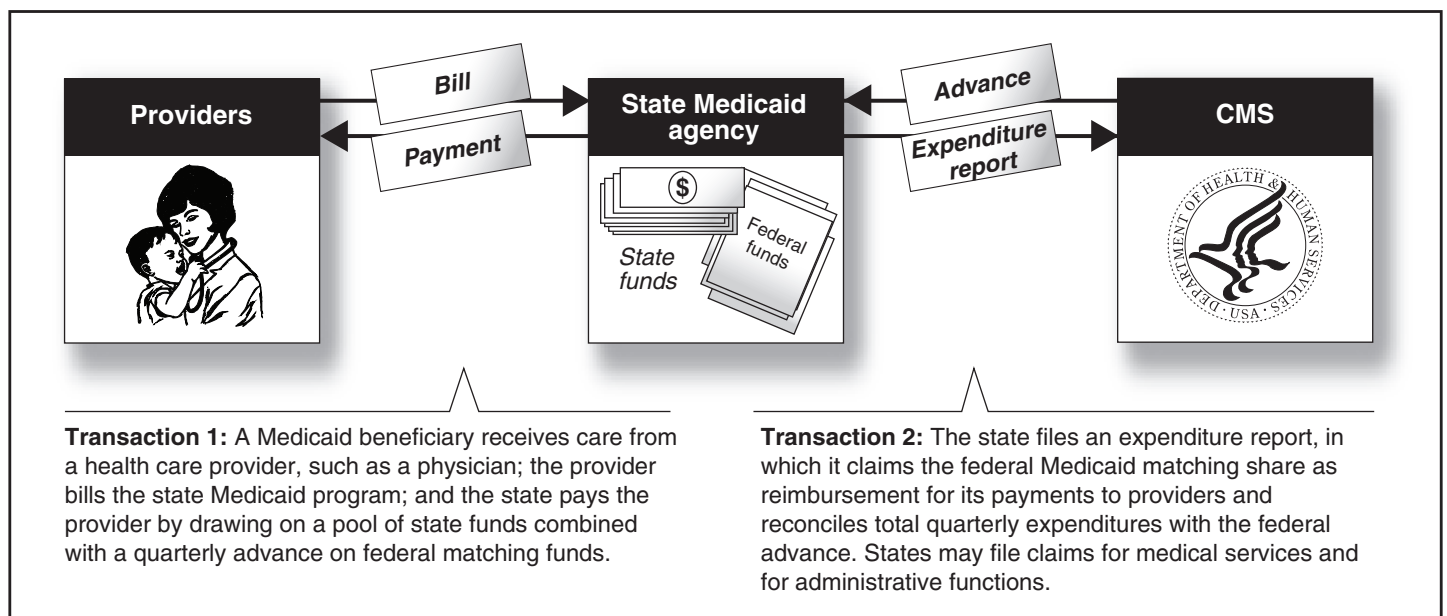 Providers
Bill
Payment
State Medicaid
agency
$
State
funds
Federal
funds
Advance
Expenditure
report
CMS
DEPARTMENT OF HEALTH & HUMAN SERVICES · USA ·
Transaction 1: A Medicaid beneficiary receives care from
a health care provider, such as a physician; the provider
bills the state Medicaid program; and the state pays the
provider by drawing on a pool of state funds combined
with a quarterly advance on federal matching funds.
Transaction 2: The state files an expenditure report, in
which it claims the federal Medicaid matching share as
reimbursement for its payments to providers and
reconciles total quarterly expenditures with the federal
advance. States may file claims for medical services and
for administrative functions.